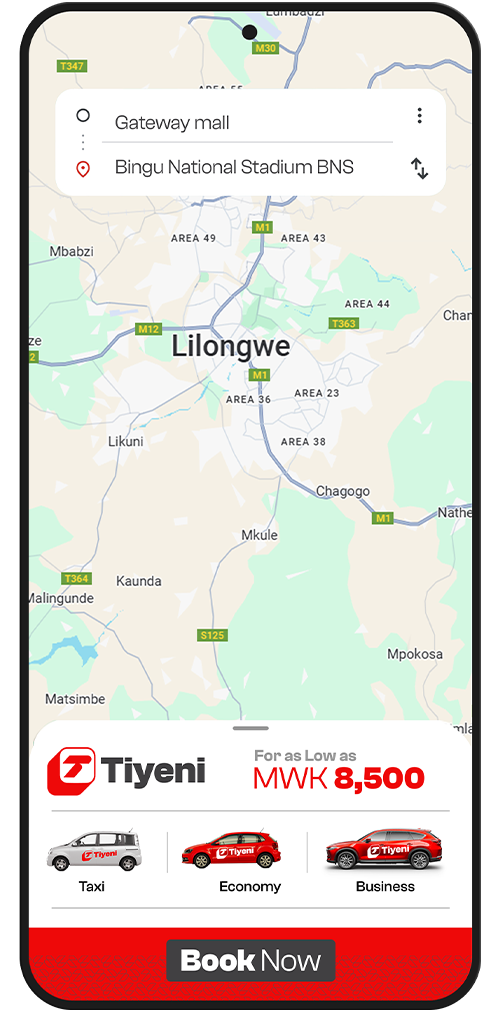 Lumbadzi
M30
T347
Gateway mall
Bingu National Stadium BNS
M1
AREA 49
AREA 43
Mbabzi
AREA 44
Chan
M12
T363
ze
2
Lilongwe
M1
AREA 36
AREA 23
Likuni
AREA 38
Chagogo
M1
Nathe
Mkule
T364
Kaunda
Malingunde
S125
Mpokosa
Matsimbe
mla
Tiyeni
For as Low as
MWK 8,500
Tiyeni
Tiyeni
Tiyeni
Taxi
Economy
Business
Book Now